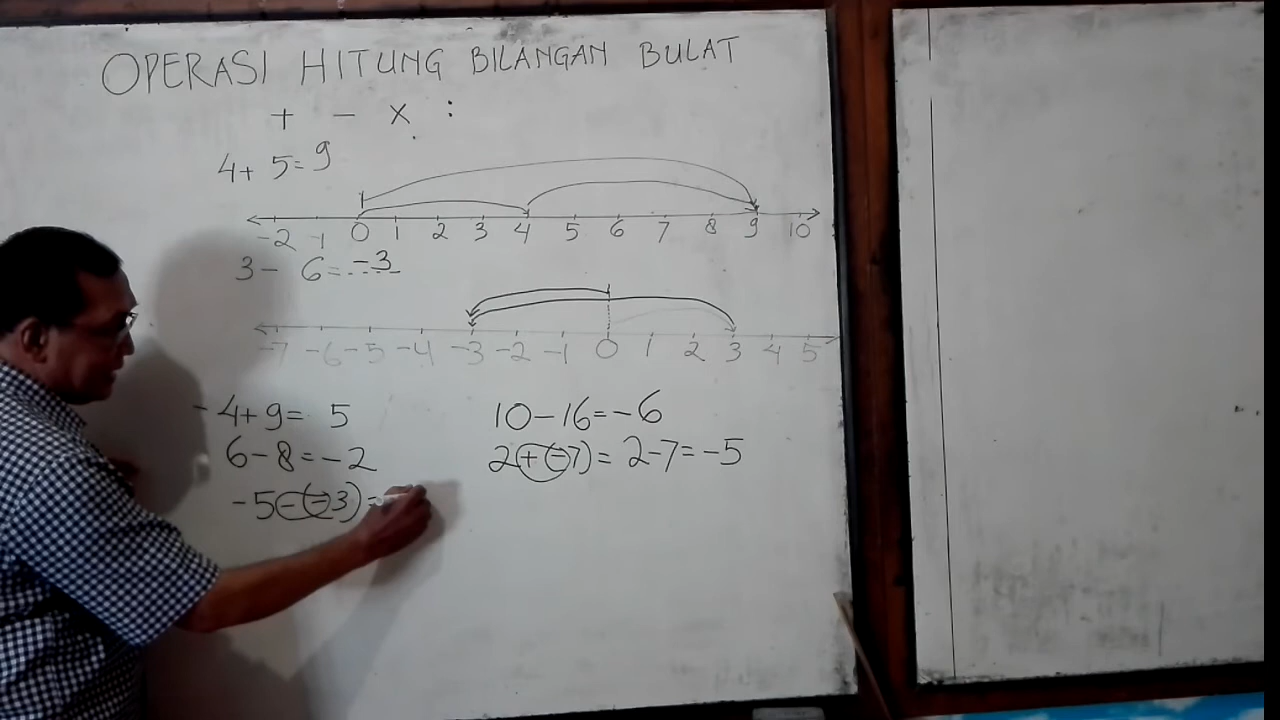 OPERASI HITUNG BILANGAN BULAT
+ - × :
4 + 5 = 9
-2 -1 0 1 2 3 4 5 6 7 8 9 10
3 - 6 = -3
-7 -6 -5 -4 -3 -2 -1 0 1 2 3 4 5
-4 + 9 = 5
10 - 16 = -6
6 - 8 = -2
2 + (-7) = 2 - 7 = -5
-5 - (-3) =